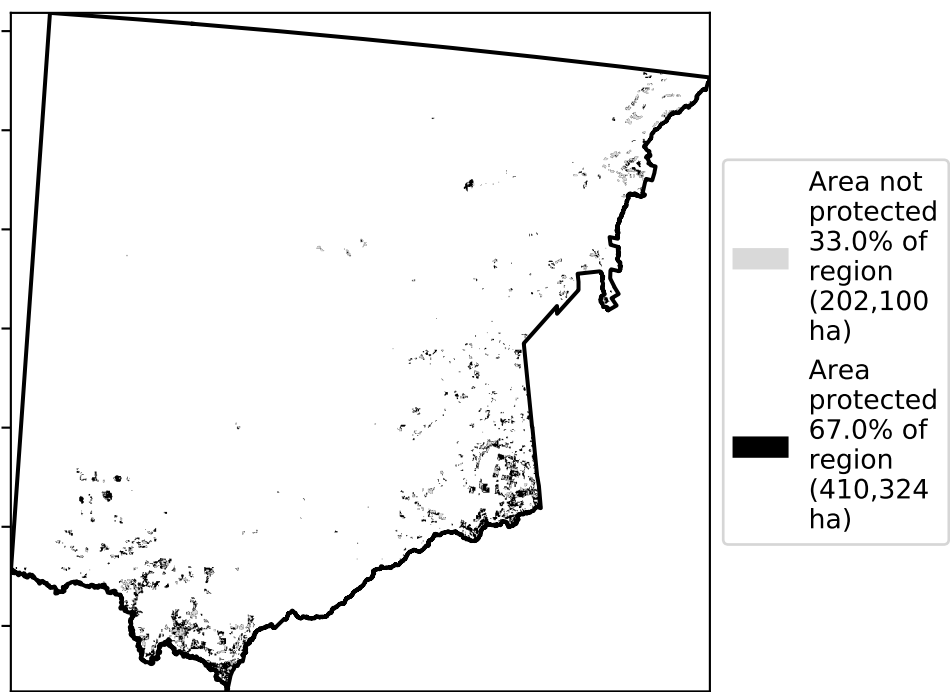 Area not
protected
33.0% of
region
(202,100
ha)
Area
protected
67.0% of
region
(410,324
ha)